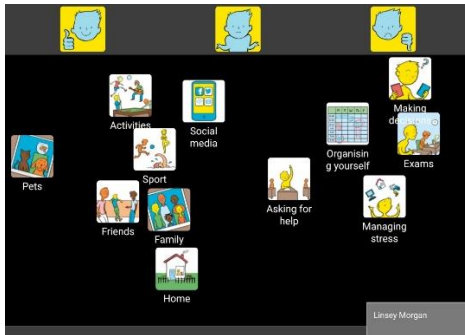 Making
decisions
Activities
Social
media
Organisin
g yourself
Exams
Sport
Pets
Asking for
help
Managing
stress
Friends
Family
Home
Linsey Morgan